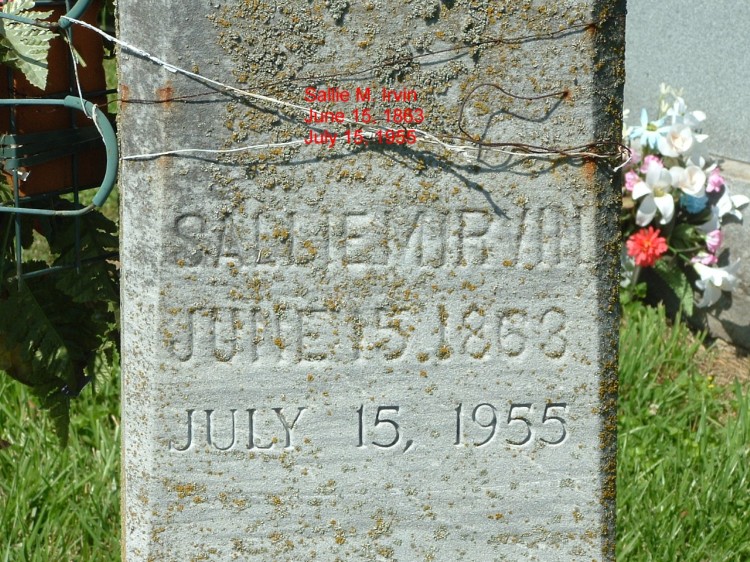 Sallie M. Irvin
June 15, 1863
July 15, 1955
SALLIE M IRVIN
JUNE 15, 1863
JULY 15, 1955